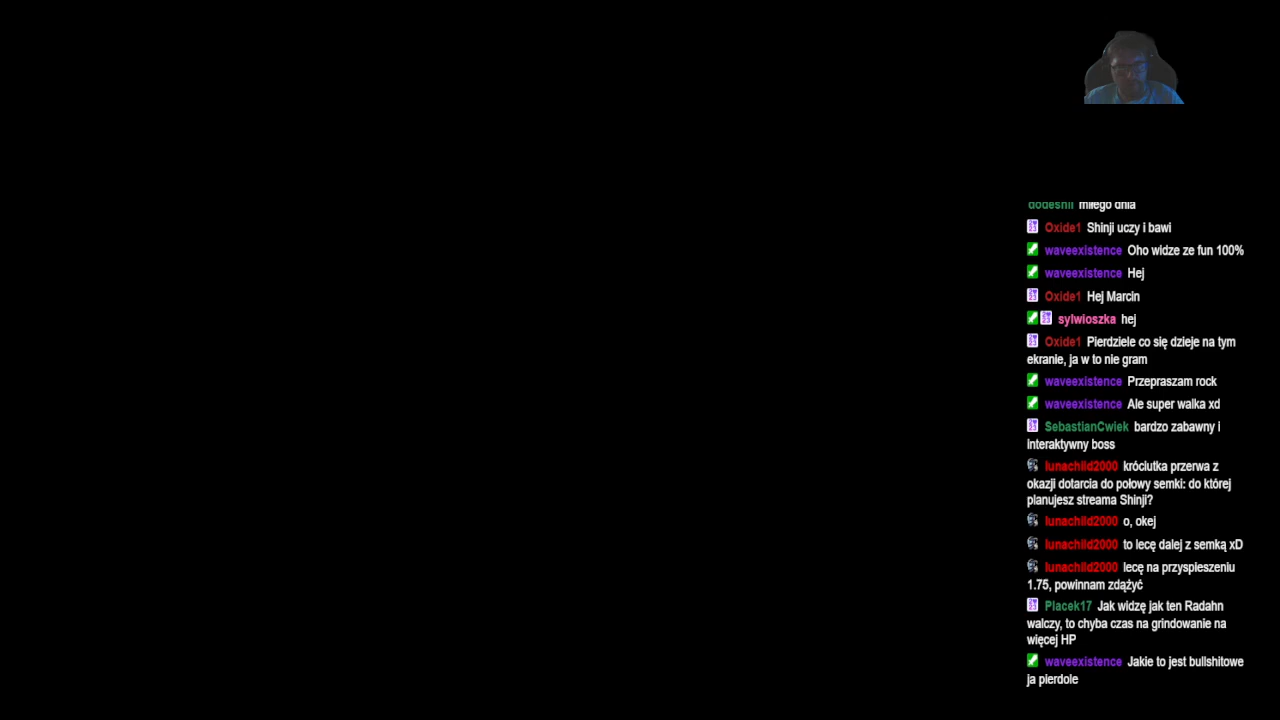 dodeshii miłego dnia
Oxide1 Shinji uczy i bawi
waveexistence Oho widze ze fun 100%
waveexistence Hej
Oxide1 Hej Marcin
sylwioszka hej
Oxide1 Pierdziele co się dzieje na tym
ekranie, ja w to nie gram
waveexistence Przepraszam rock
waveexistence Ale super walka xd
SebastianCwiek bardzo zabawny i
interaktywny boss
lunachild2000 króciutka przerwa z
okazji dotarcia do połowy semki: do której
planujesz streama Shinji?
lunachild2000 o, okej
lunachild2000 to lecę dalej z semką xD
lunachild2000 lecę na przyspieszeniu
1.75, powinnam zdążyć
Placek17 Jak widzę jak ten Radahn
walczy, to chyba czas na grindowanie na
więcej HP
waveexistence Jakie to jest bullshitowe
ja pierdole